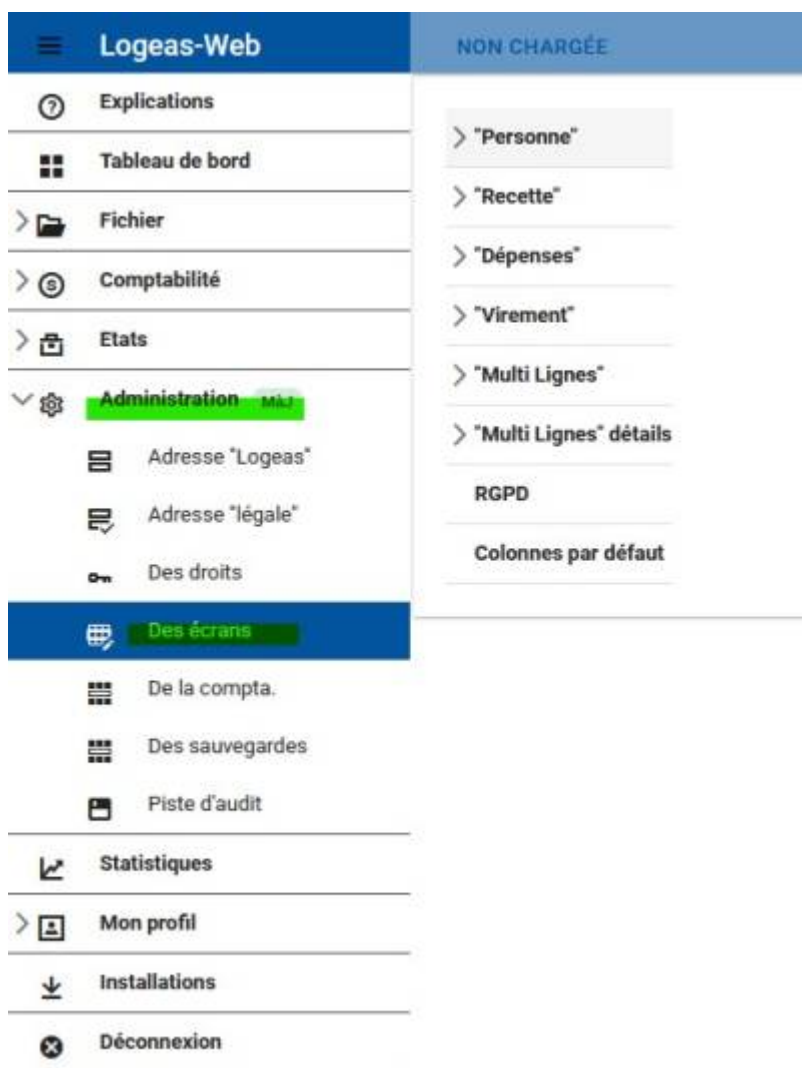 Logeas-Web
Explications
Tableau de bord
Fichier
Comptabilité
Etats
Administration MàJ
Adresse "Logeas"
Adresse "légale"
Des droits
Des écrans
De la compta.
Des sauvegardes
Piste d'audit
Statistiques
Mon profil
Installations
Déconnexion
NON CHARGÉE
"Personne"
"Recette"
"Dépenses"
"Virement"
"Multi Lignes"
"Multi Lignes" détails
RGPD
Colonnes par défaut